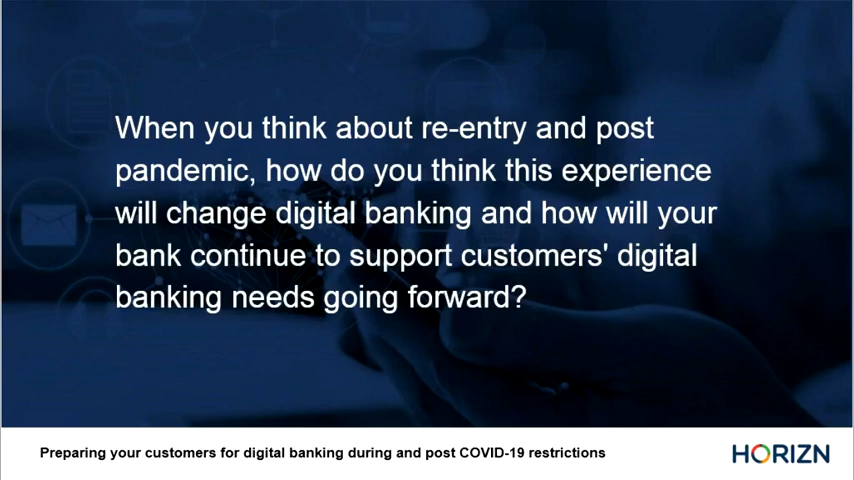 When you think about re-entry and post
pandemic, how do you think this experience
will change digital banking and how will your
bank continue to support customers' digital
banking needs going forward?
Preparing your customers for digital banking during and post COVID-19 restrictions
HORIZN